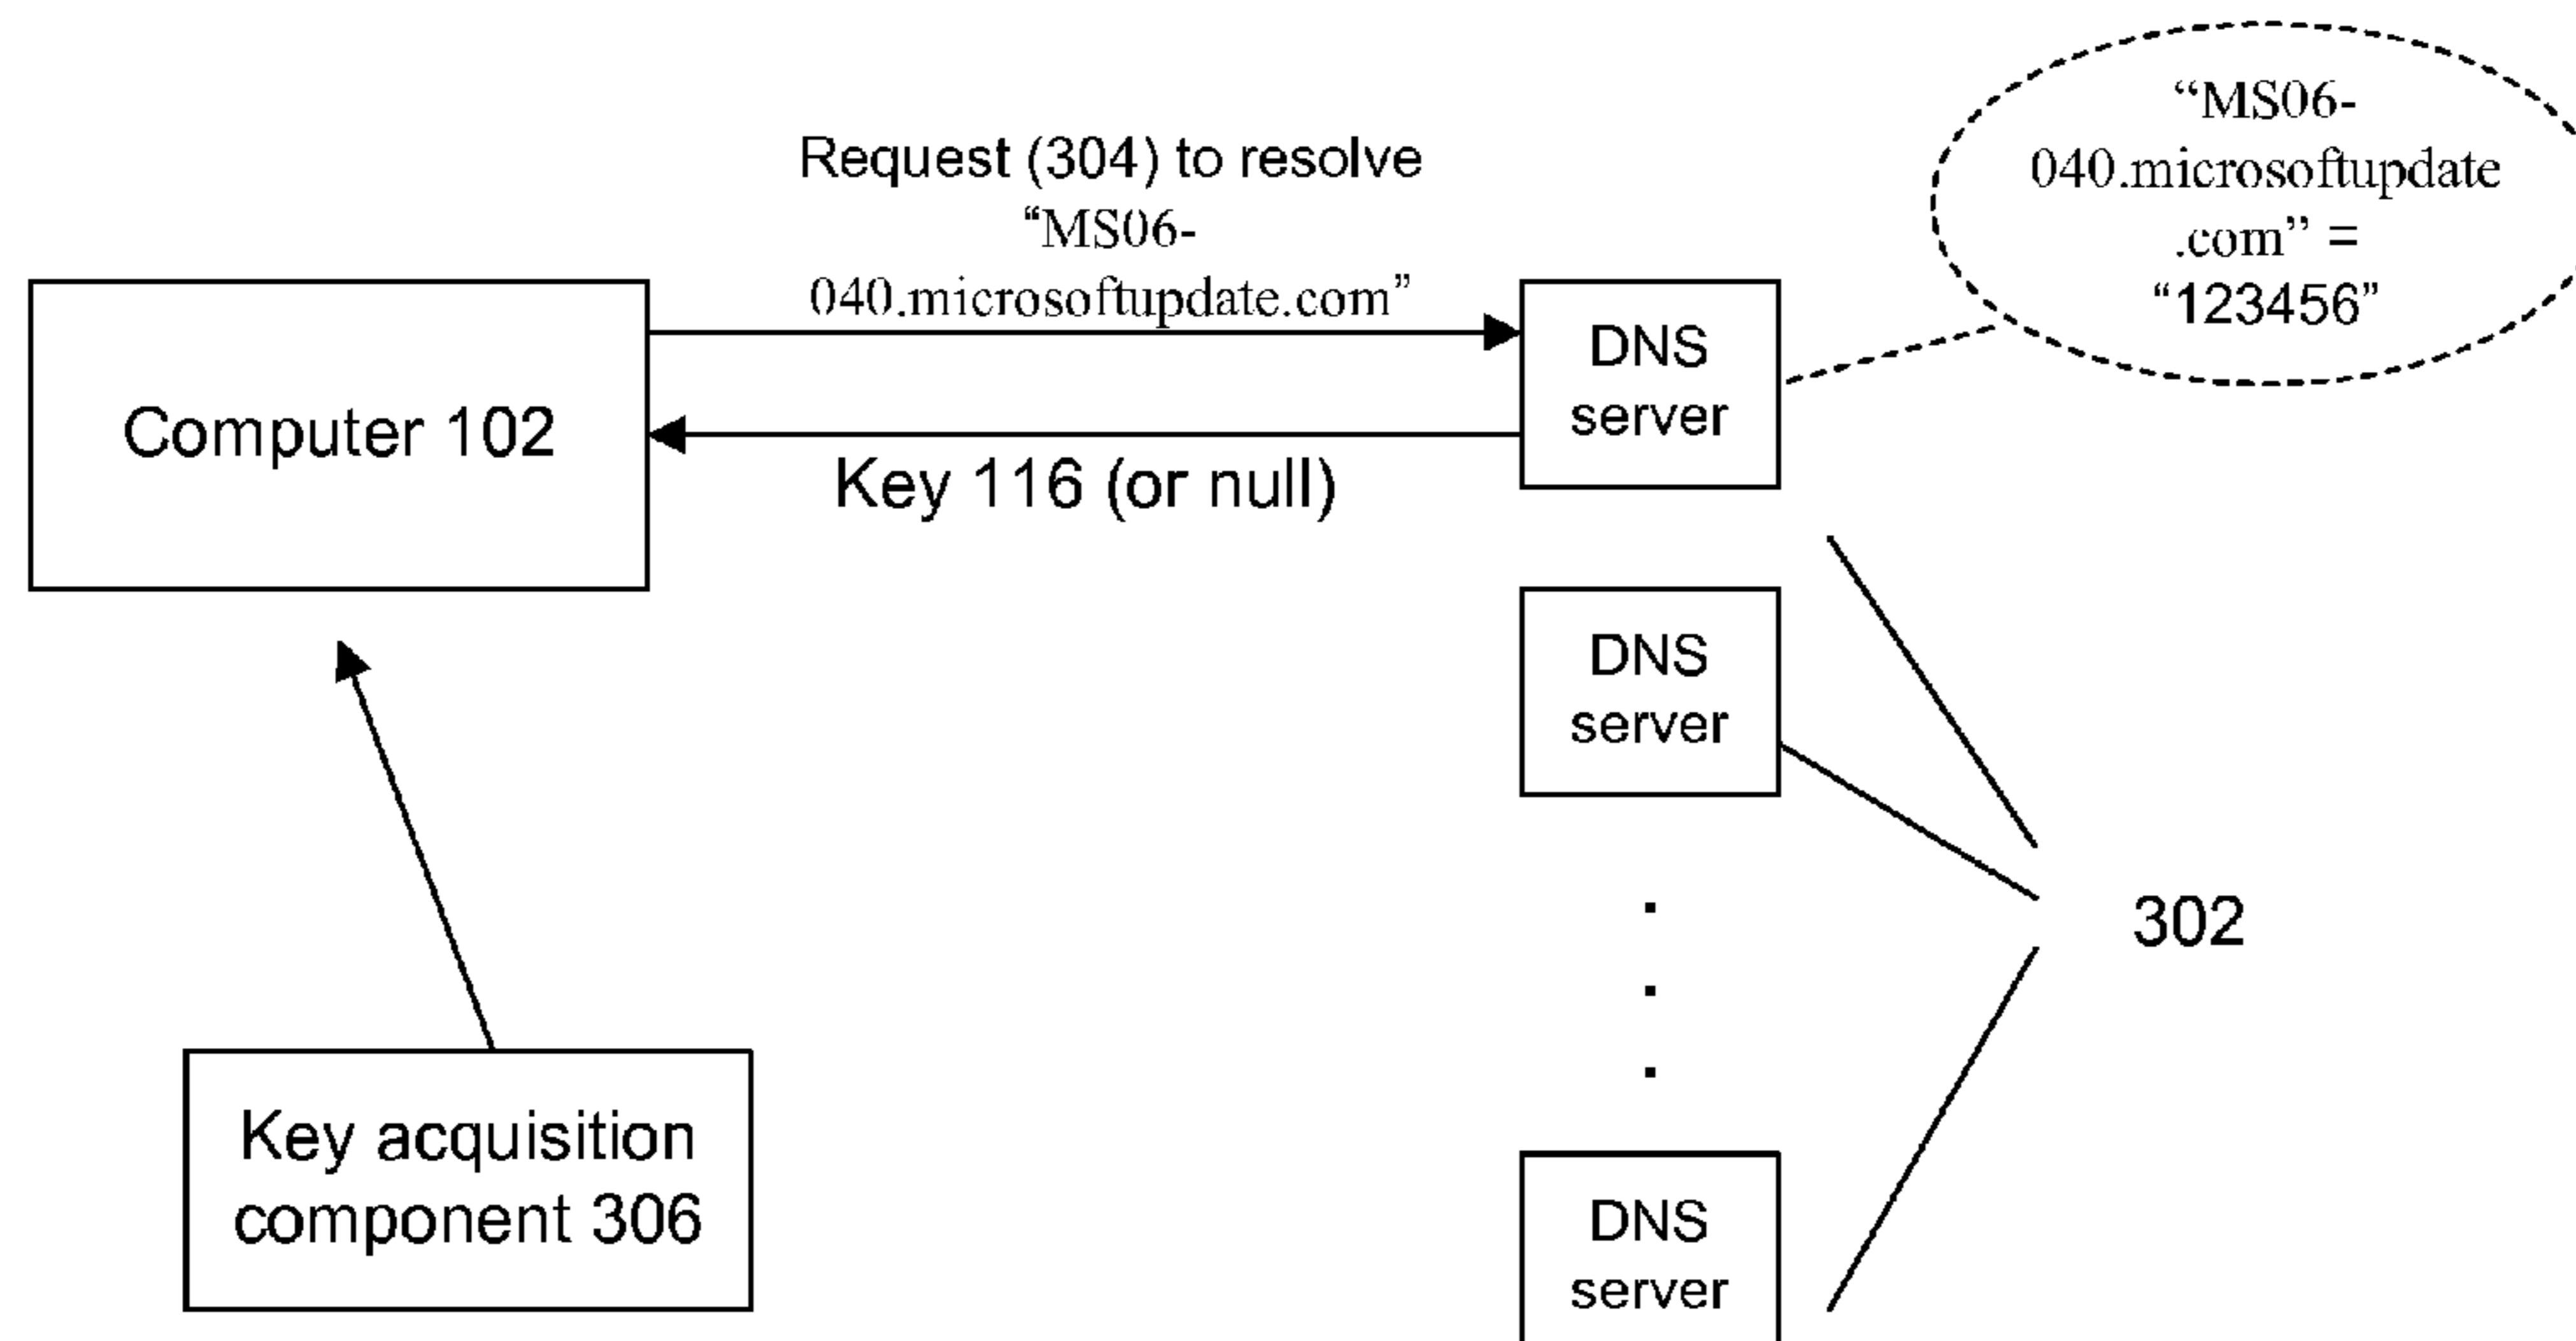 Request (304) to resolve
“MS06-
040.microsoftupdate.com”
Computer 102
Key 116 (or null)
DNS
server
“MS06-
040.microsoftupdate
.com” =
“123456”
DNS
server
.
.
.
302
Key acquisition
component 306
DNS
server